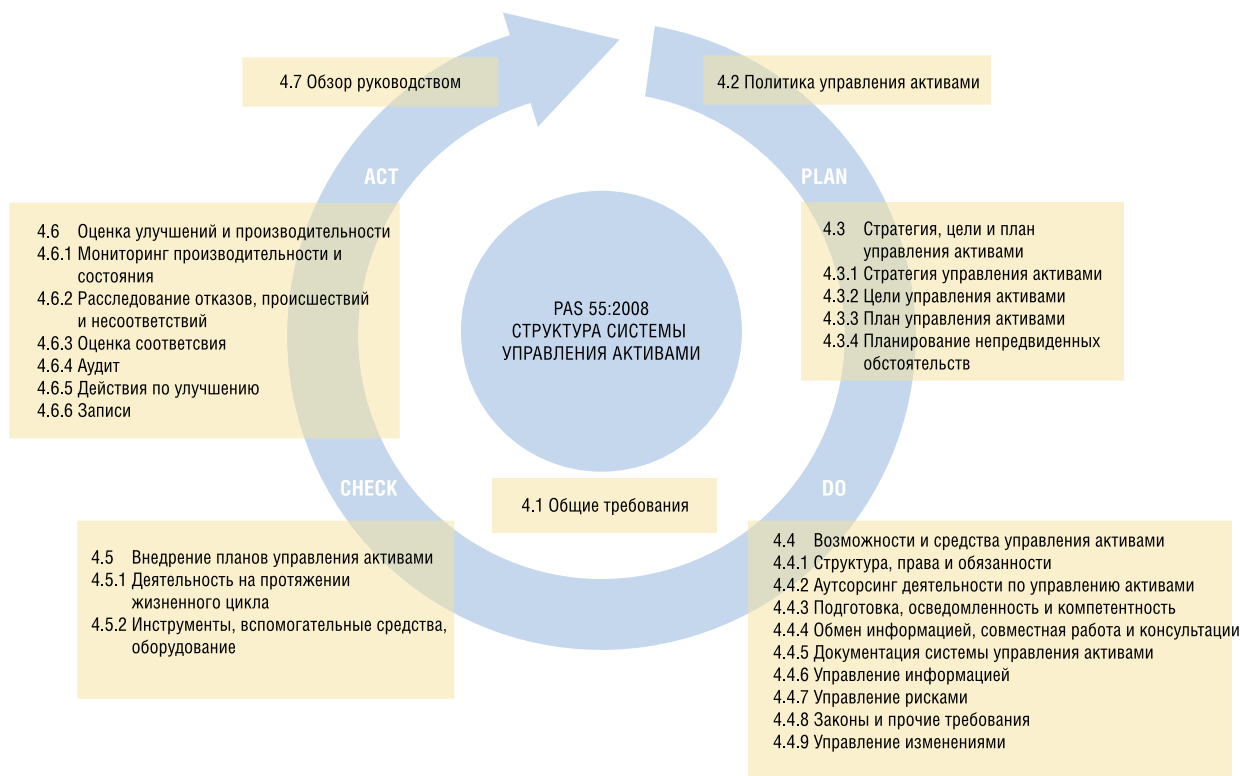 4.7 Обзор руководством
4.2 Политика управления активами
ACT
PLAN
4.6 Оценка улучшений и производительности
4.6.1 Мониторинг производительности и
состояния
4.6.2 Расследование отказов, происшествий
и несоответствий
4.6.3 Оценка соответсвия
4.6.4 Аудит
4.6.5 Действия по улучшению
4.6.6 Записи
PAS 55:2008
СТРУКТУРА СИСТЕМЫ
УПРАВЛЕНИЯ АКТИВАМИ
4.3 Стратегия, цели и план
управления активами
4.3.1 Стратегия управления активами
4.3.2 Цели управления активами
4.3.3 План управления активами
4.3.4 Планирование непредвиденных
обстоятельств
CHECK
4.1 Общие требования
DO
4.5 Внедрение планов управления активами
4.5.1 Деятельность на протяжении
жизненного цикла
4.5.2 Инструменты, вспомогательные средства,
оборудование
4.4 Возможности и средства управления активами
4.4.1 Структура, права и обязанности
4.4.2 Аутсорсинг деятельности по управлению активами
4.4.3 Подготовка, осведомленность и компетентность
4.4.4 Обмен информацией, совместная работа и консультации
4.4.5 Документация системы управления активами
4.4.6 Управление информацией
4.4.7 Управление рисками
4.4.8 Законы и прочие требования
4.4.9 Управление изменениями